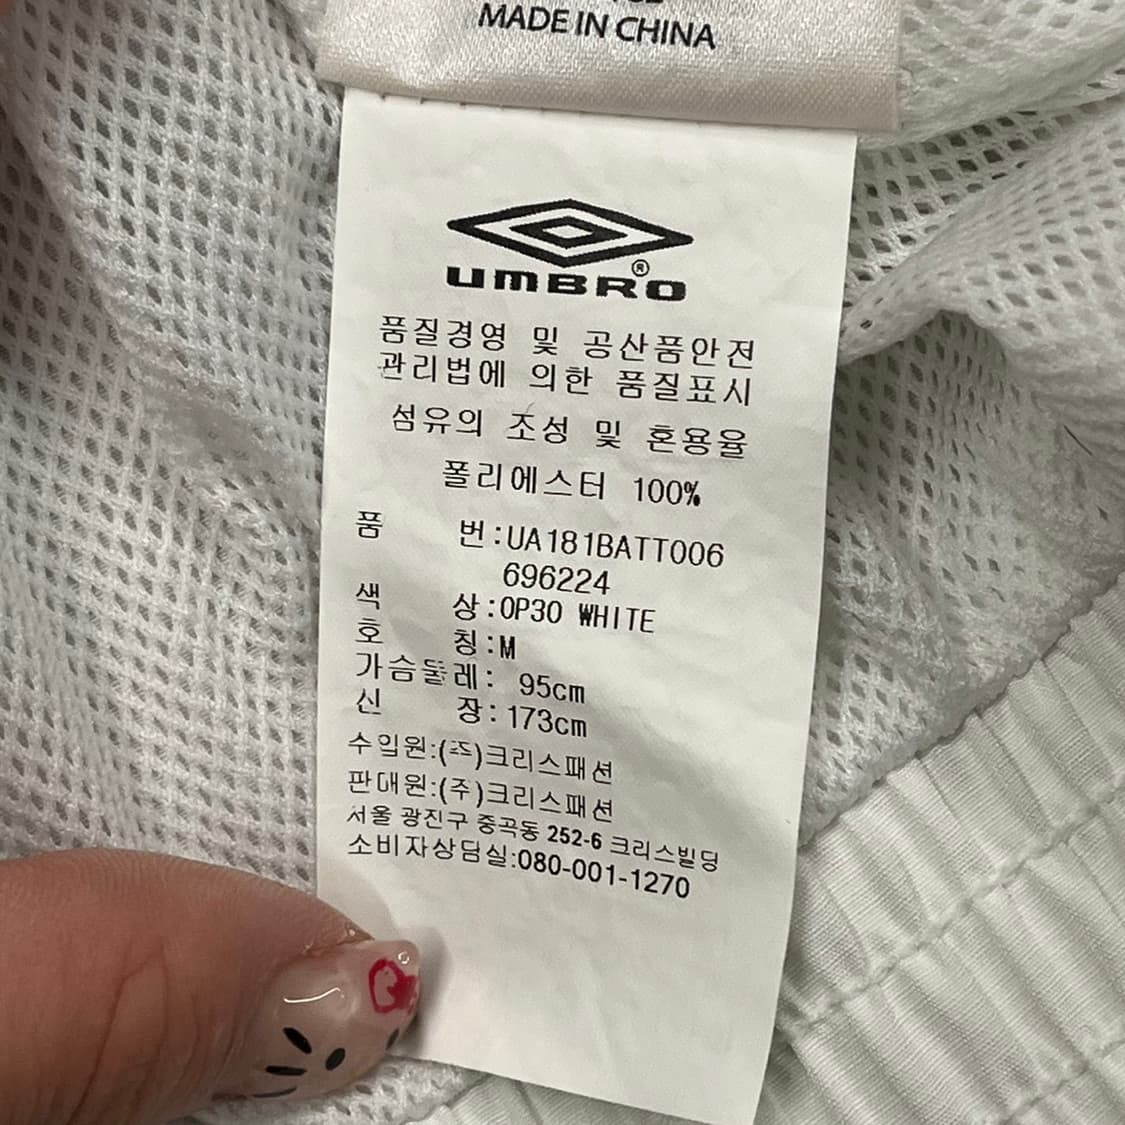 MADE IN CHINA
UMBRO®
품질경영 및 공산품안전
관리법에 의한 품질표시
섬유의 조성 및 혼용율
폴리에스터 100%
품 번:UA181BATT006
696224
색 상:0P30 WHITE
호 칭:M
가슴둘레: 95cm
신 장:173cm
수입원:(주)크리스패션
판매원:(주)크리스패션
서울 광진구 중곡동 252-6 크리스빌딩
소비자상담실:080-001-1270